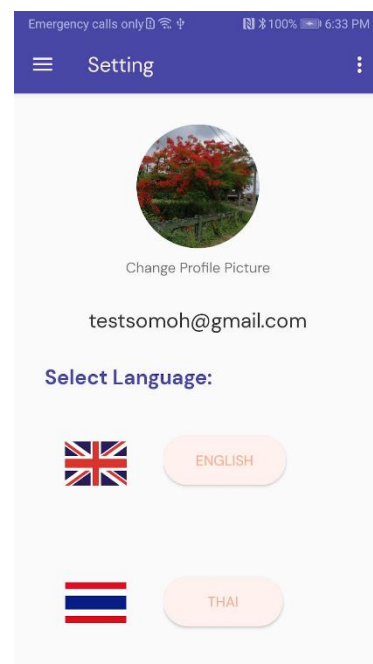 Emergency calls only 100% 6:33 PM
Setting
Change Profile Picture
testsomoh@gmail.com
Select Language:
ENGLISH
THAI